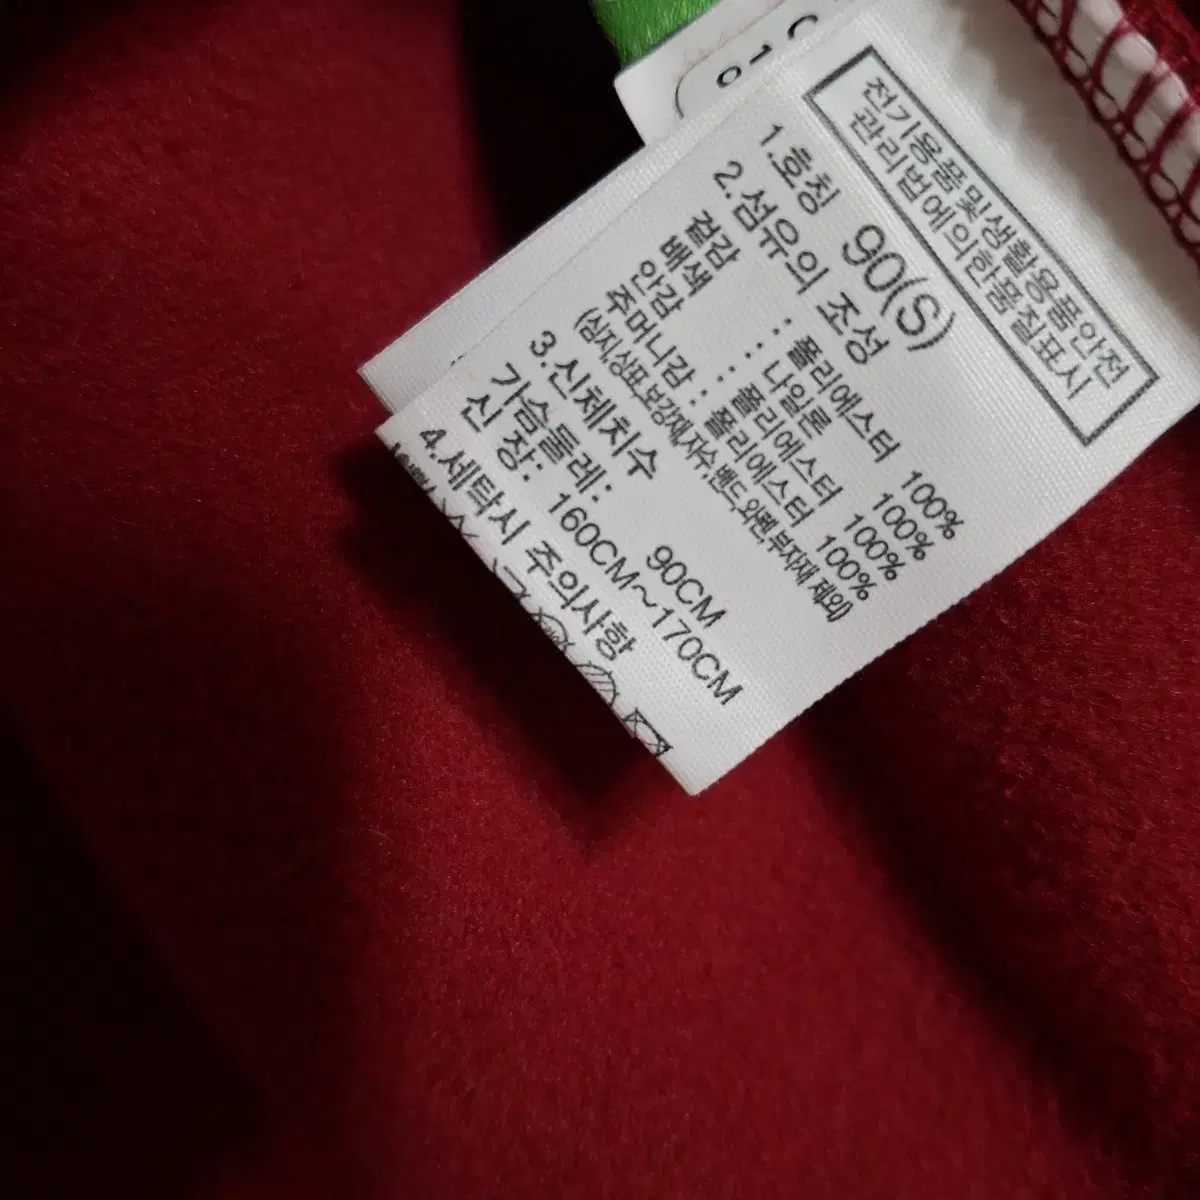 전기용품및생활용품안전
관리법에의한품질표시
1.호칭 90(S)
2.섬유의 조성
겉감 : 폴리에스터 100%
배색 : 나일론 100%
안감 : 폴리에스터 100%
주머니감 : 폴리에스터 100%
(심지,상표,보강재,자수,밴드,와펜,부자재 제외)
3.신체치수
가슴둘레: 90CM
신 장: 160CM~170CM
4.세탁시 주의사항